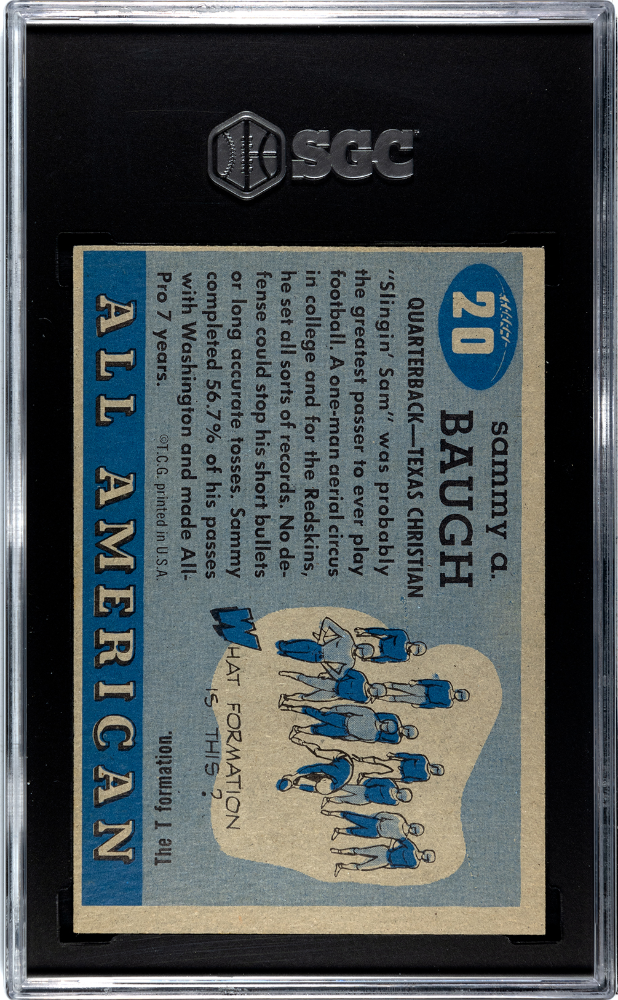 SGC
20
sammy a.
BAUGH
QUARTERBACK—TEXAS CHRISTIAN
"Slingin' Sam" was probably
the greatest passer to ever play
football. A one-man aerial circus
in college and for the Redskins,
he set all sorts of records. No de-
fense could stop his short bullets
or long accurate tosses. Sammy
completed 56.7% of his passes
with Washington and made All-
Pro 7 years.
©T.C.G. printed in U.S.A.
WHAT FORMATION
IS THIS?
The T formation.
ALL AMERICAN